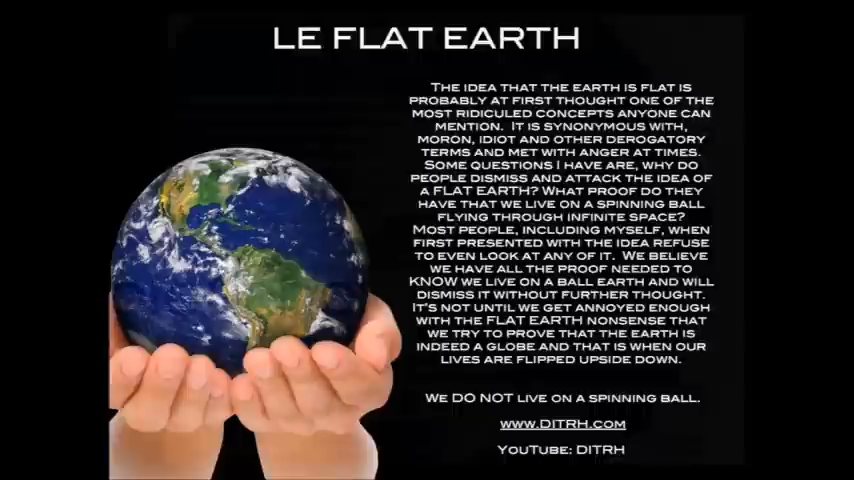 LE FLAT EARTH
THE IDEA THAT THE EARTH IS FLAT IS
PROBABLY AT FIRST THOUGHT ONE OF THE
MOST RIDICULED CONCEPTS ANYONE CAN
MENTION. IT IS SYNONYMOUS WITH,
MORON, IDIOT AND OTHER DEROGATORY
TERMS AND MET WITH ANGER AT TIMES.
SOME QUESTIONS I HAVE ARE, WHY DO
PEOPLE DISMISS AND ATTACK THE IDEA OF
A FLAT EARTH? WHAT PROOF DO THEY
HAVE THAT WE LIVE ON A SPINNING BALL
FLYING THROUGH INFINITE SPACE?
MOST PEOPLE, INCLUDING MYSELF, WHEN
FIRST PRESENTED WITH THE IDEA REFUSE
TO EVEN LOOK AT ANY OF IT. WE BELIEVE
WE HAVE ALL THE PROOF NEEDED TO
KNOW WE LIVE ON A BALL EARTH AND WILL
DISMISS IT WITHOUT FURTHER THOUGHT.
IT'S NOT UNTIL WE GET ANNOYED ENOUGH
WITH THE FLAT EARTH NONSENSE THAT
WE TRY TO PROVE THAT THE EARTH IS
INDEED A GLOBE AND THAT IS WHEN OUR
LIVES ARE FLIPPED UPSIDE DOWN.
WE DO NOT LIVE ON A SPINNING BALL.
WWW.DITRH.COM
YOUTUBE: DITRH